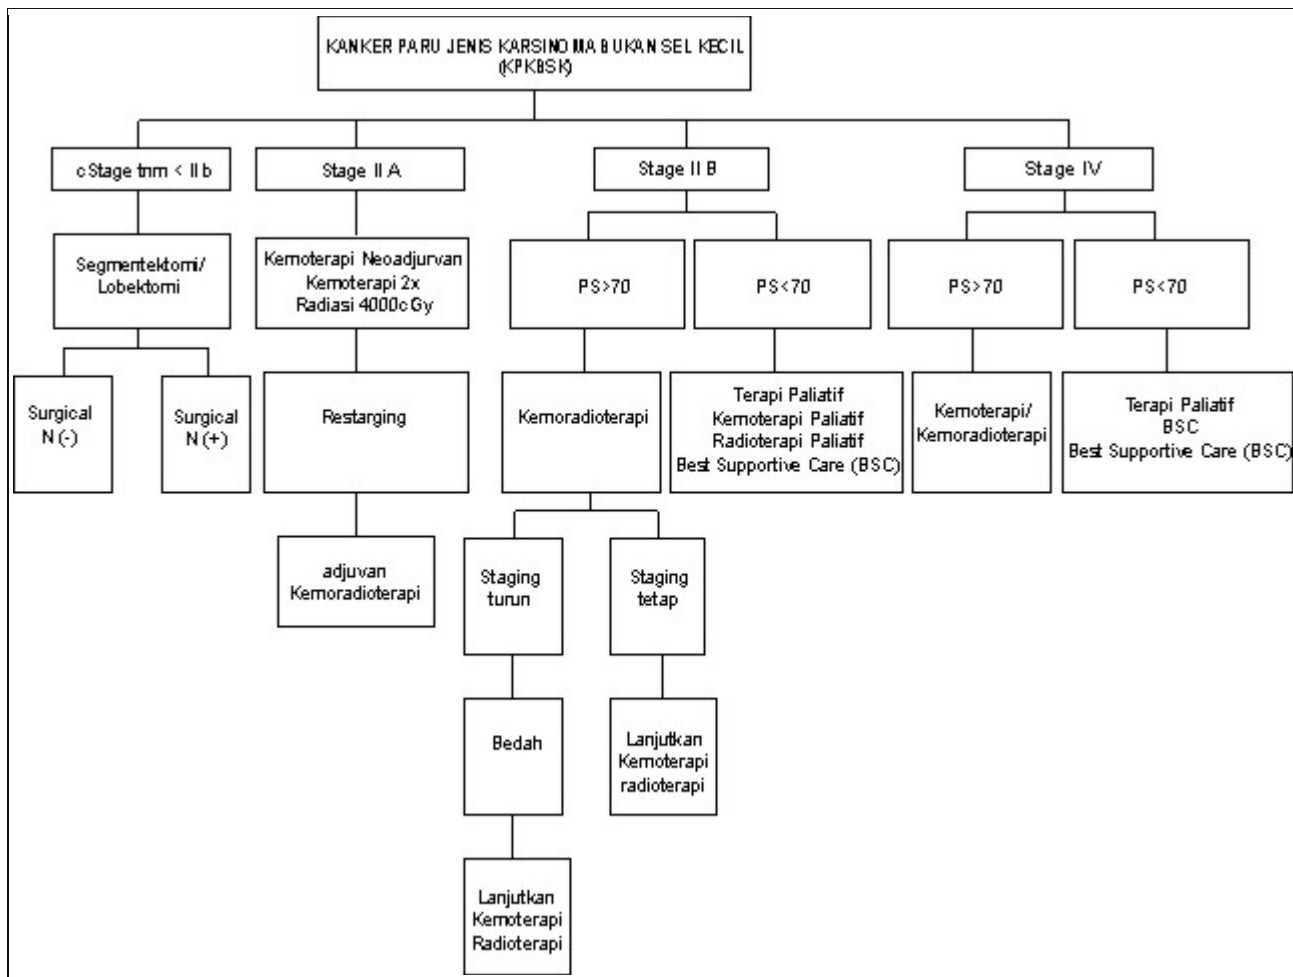 KANKER PARU JENIS KARSINOMA BUKAN SEL KECIL
(KPKBSK)
cStage tnm < II b
Stage II A
Stage II B
Stage IV
Segmentektomi/
Lobektomi
Kemoterapi Neoadjurvan
Kemoterapi 2x
Radiasi 4000cGy
PS>70
PS<70
PS>70
PS<70
Surgical
N (-)
Surgical
N (+)
Restarging
Kemoradioterapi
Terapi Paliatif
Kemoterapi Paliatif
Radioterapi Paliatif
Best Supportive Care (BSC)
Kemoterapi/
Kemoradioterapi
Terapi Paliatif
BSC
Best Supportive Care (BSC)
adjuvan
Kemoradioterapi
Staging
turun
Staging
tetap
Bedah
Lanjutkan
Kemoterapi
radioterapi
Lanjutkan
Kemoterapi
Radioterapi